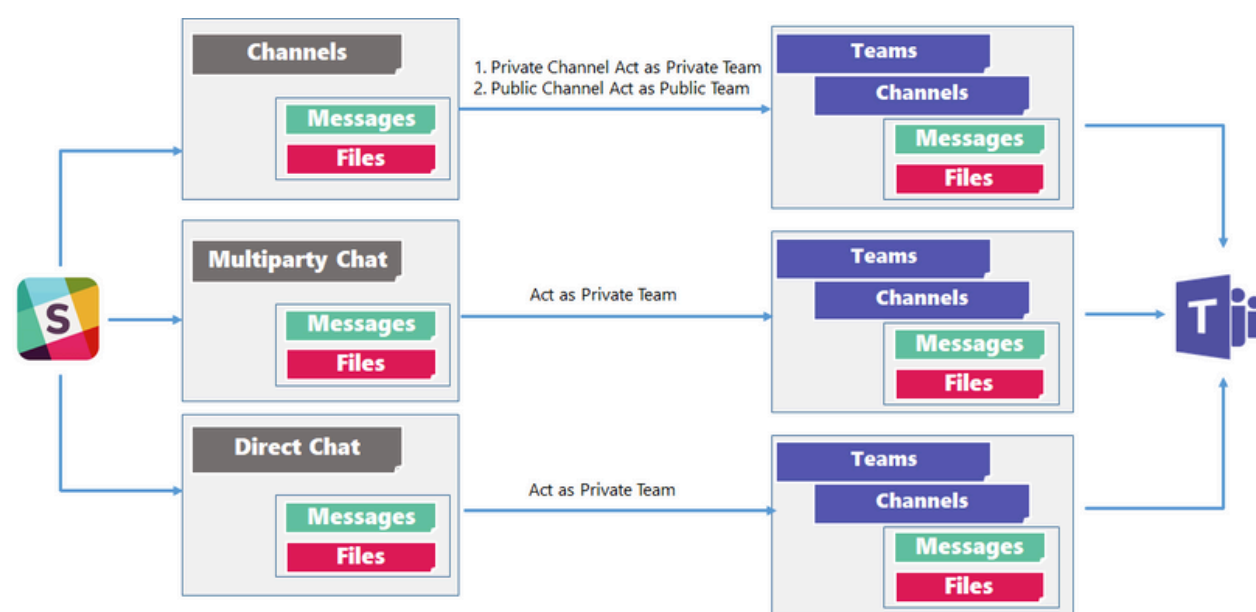 Channels
Messages
Files
1. Private Channel Act as Private Team
2. Public Channel Act as Public Team
Teams
Channels
Messages
Files
S
Multiparty Chat
Messages
Files
Act as Private Team
Teams
Channels
Messages
Files
T
Direct Chat
Messages
Files
Act as Private Team
Teams
Channels
Messages
Files